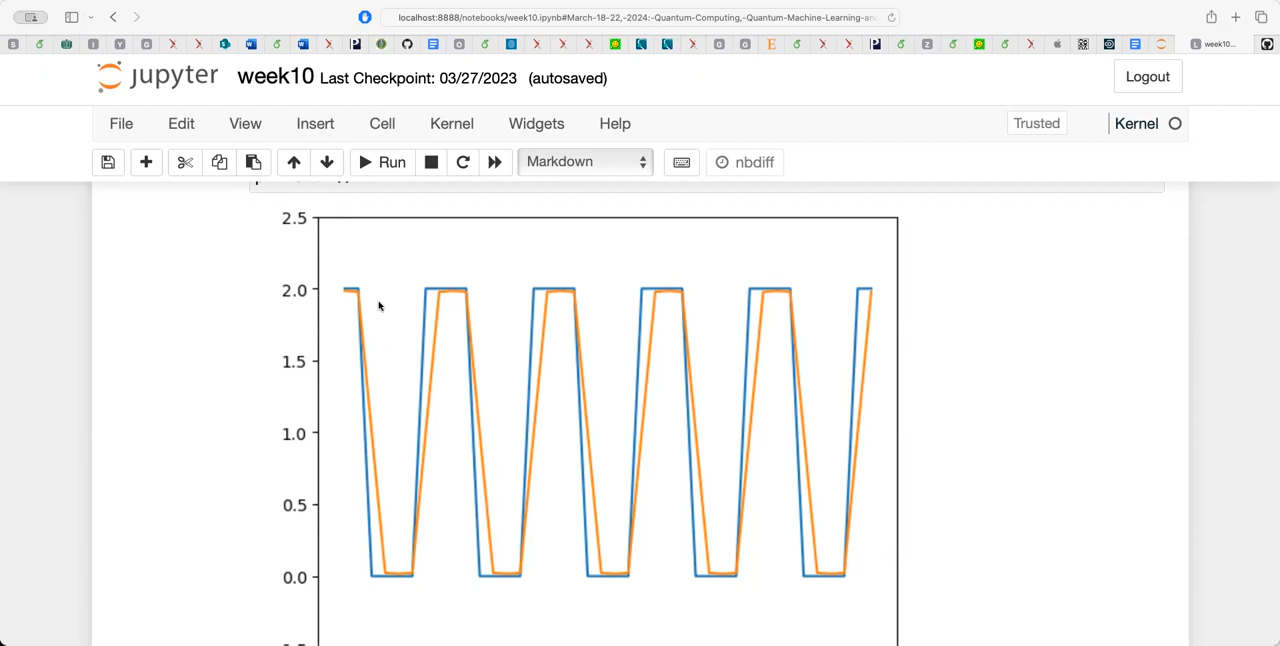 localhost:8888/notebooks/week10.ipynb#March-18-22,-2024:-Quantum-Computing,-Quantum-Machine-Learning-an
week10...
jupyter week10 Last Checkpoint: 03/27/2023 (autosaved)
Logout
File Edit View Insert Cell Kernel Widgets Help
Trusted Kernel
Run Markdown nbdiff
2.5
2.0
1.5
1.0
0.5
0.0